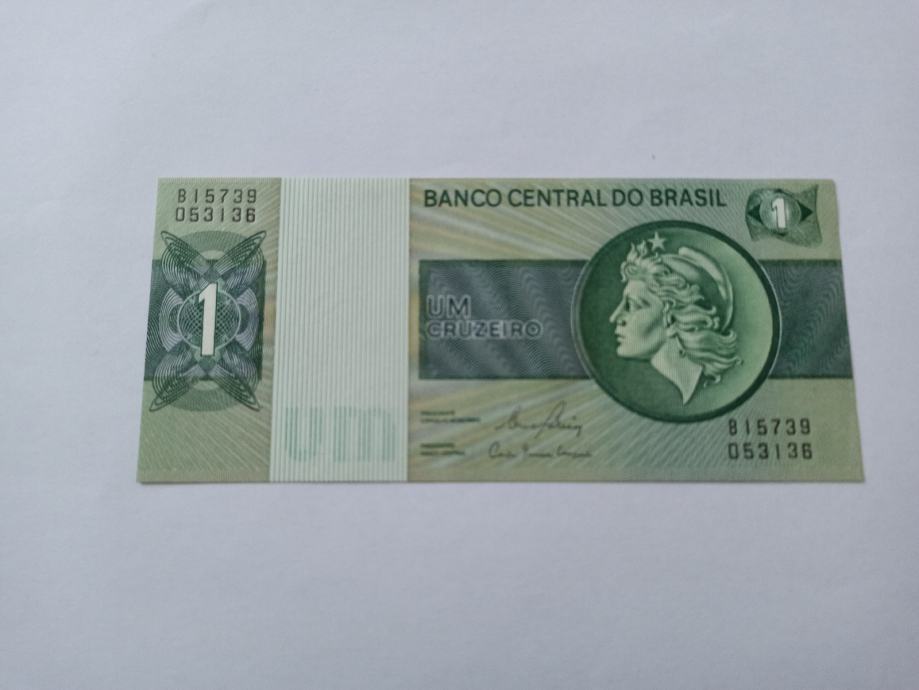 B15739
053136
BANCO CENTRAL DO BRASIL
1
1
UM
CRUZEIRO
um
B15739
053136